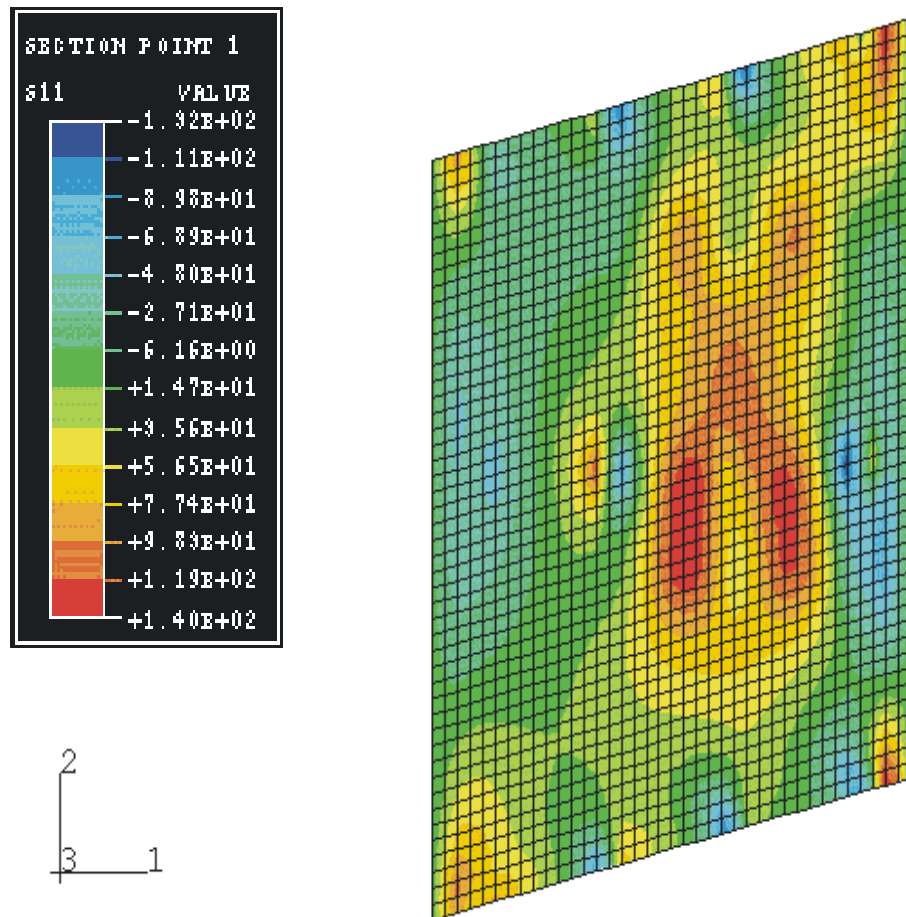 SECTION POINT 1
S11 VALUE
-1.92E+02
-1.11E+02
-8.98E+01
-6.89E+01
-4.80E+01
-2.71E+01
-6.16E+00
+1.47E+01
+3.56E+01
+5.65E+01
+7.74E+01
+9.83E+01
+1.19E+02
+1.40E+02
2
3 1